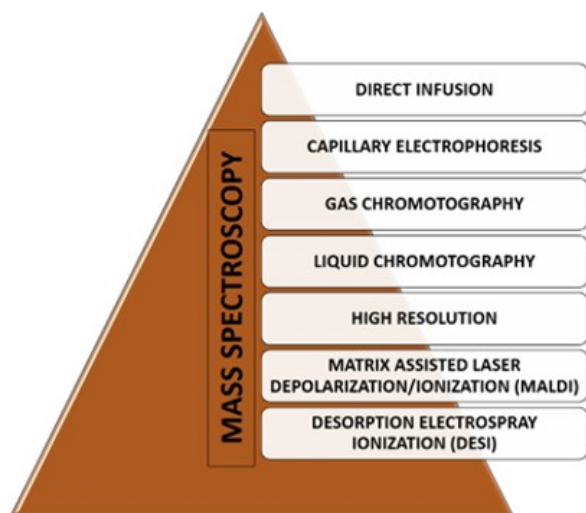 MASS SPECTROSCOPY
DIRECT INFUSION
CAPILLARY ELECTROPHORESIS
GAS CHROMOTOGRAPHY
LIQUID CHROMOTOGRAPHY
HIGH RESOLUTION
MATRIX ASSISTED LASER
DEPOLARIZATION/IONIZATION (MALDI)
DESORPTION ELECTROSPRAY
IONIZATION (DESI)